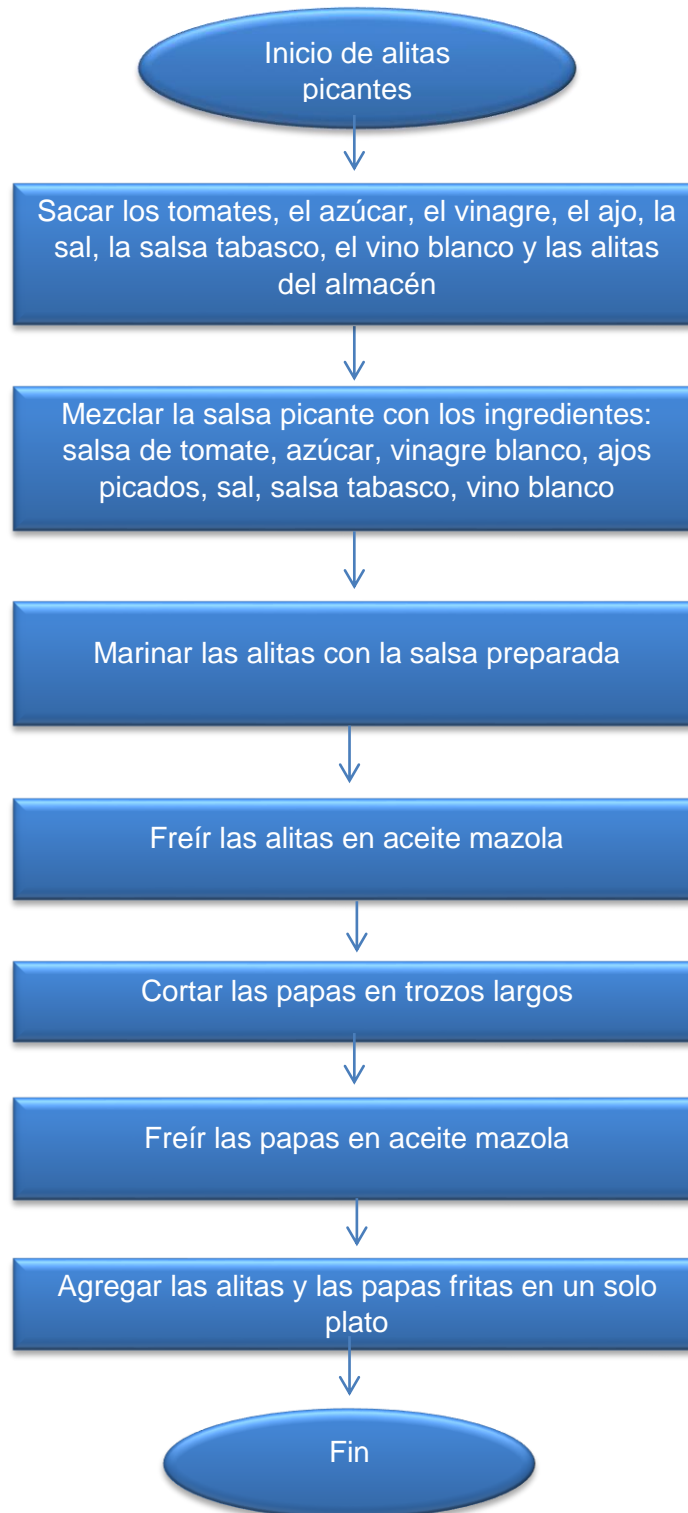 Inicio de alitas
picantes
Sacar los tomates, el azúcar, el vinagre, el ajo, la
sal, la salsa tabasco, el vino blanco y las alitas
del almacén
Mezclar la salsa picante con los ingredientes:
salsa de tomate, azúcar, vinagre blanco, ajos
picados, sal, salsa tabasco, vino blanco
Marinar las alitas con la salsa preparada
Freír las alitas en aceite mazola
Cortar las papas en trozos largos
Freír las papas en aceite mazola
Agregar las alitas y las papas fritas en un solo
plato
Fin